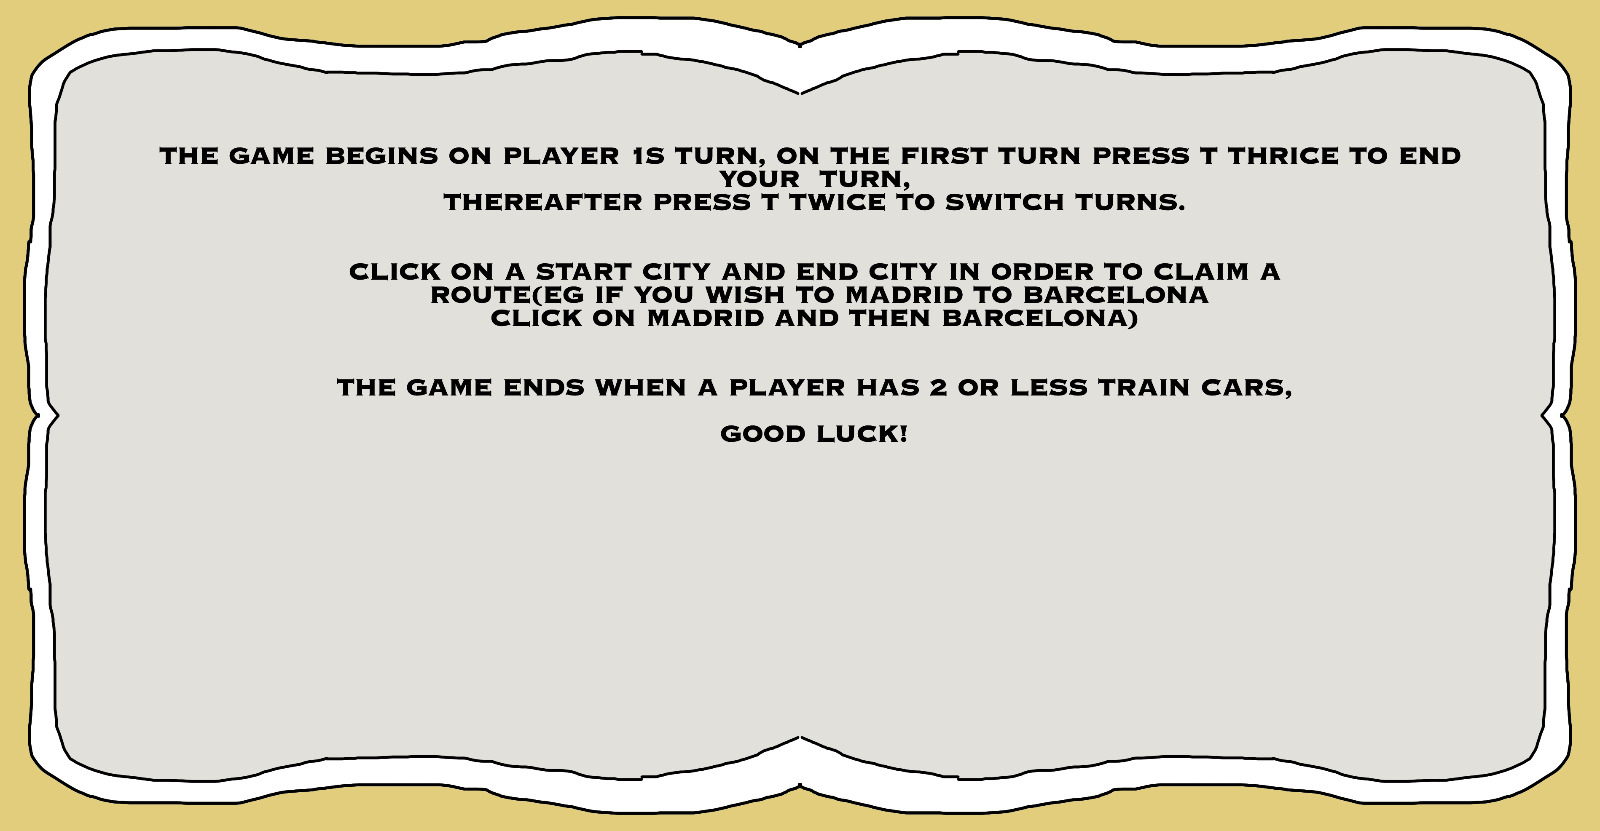 THE GAME BEGINS ON PLAYER 1S TURN, ON THE FIRST TURN PRESS T THRICE TO END
YOUR  TURN,
THEREAFTER PRESS T TWICE TO SWITCH TURNS.
CLICK ON A START CITY AND END CITY IN ORDER TO CLAIM A
ROUTE(EG IF YOU WISH TO MADRID TO BARCELONA
CLICK ON MADRID AND THEN BARCELONA)
THE GAME ENDS WHEN A PLAYER HAS 2 OR LESS TRAIN CARS,
GOOD LUCK!